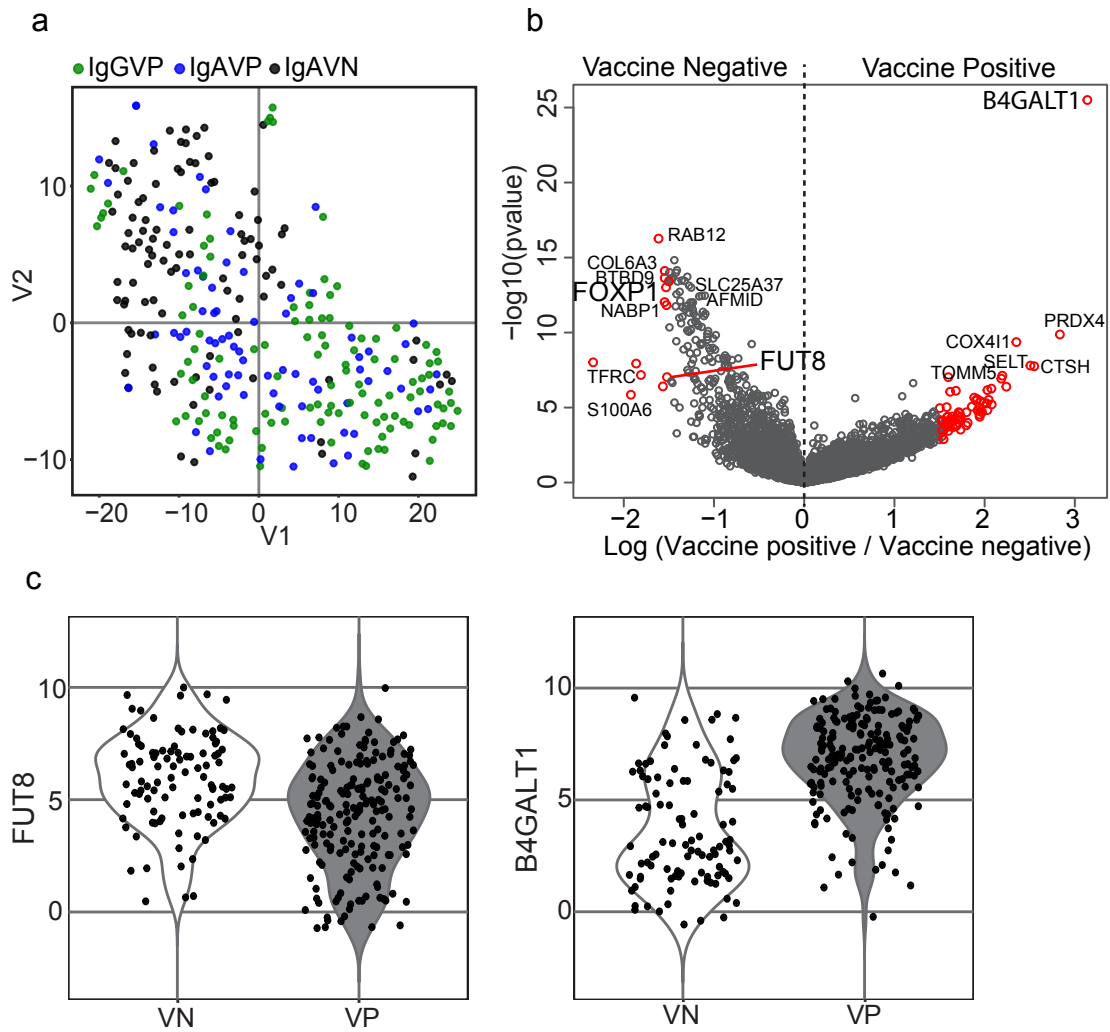 a
IgGVP IgAVP IgAVN
V2
10
0
−10
−20 −10 0 10 20
V1
b
Vaccine Negative Vaccine Positive
−log10(pvalue)
25
20
15
10
5
0
B4GALT1
RAB12
COL6A3
BTBD9
SLC25A37
FOXP1
AFMID
NABP1
PRDX4
COX4I1
FUT8
SELT
CTSH
TFRC
TOMM5
S100A6
−2 −1 0 1 2 3
Log (Vaccine positive / Vaccine negative)
c
FUT8
10
5
0
VN VP
B4GALT1
10
5
0
VN VP